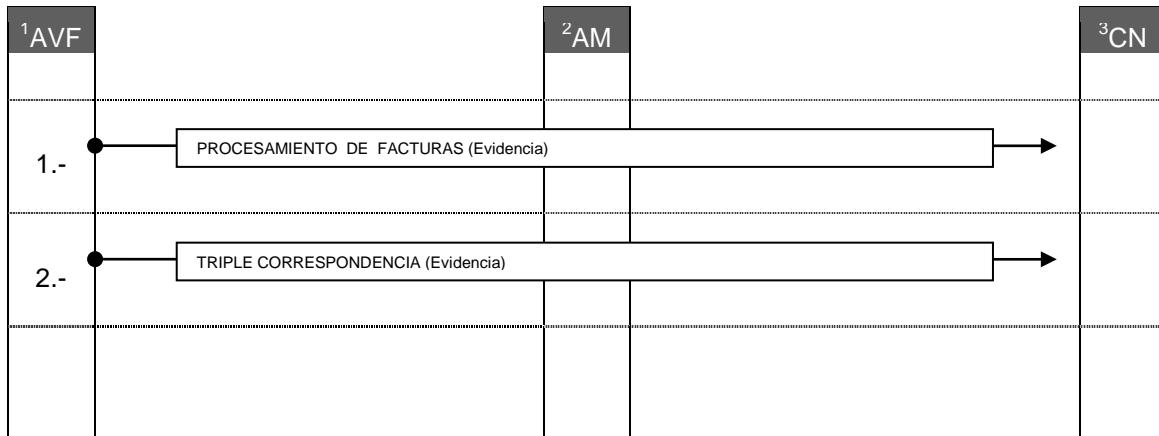 ¹AVF ²AM ³CN
1.- PROCESAMIENTO DE FACTURAS (Evidencia)
2.- TRIPLE CORRESPONDENCIA (Evidencia)